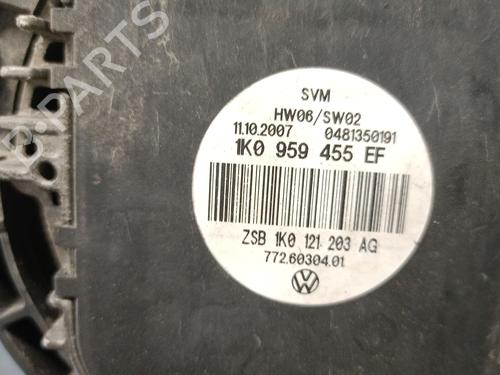 B-PARTS
SVM
HW06/SW02
11.10.2007 0481350191
1K0 959 455 EF
ZSB 1K0 121 203 AG
772.60304.01